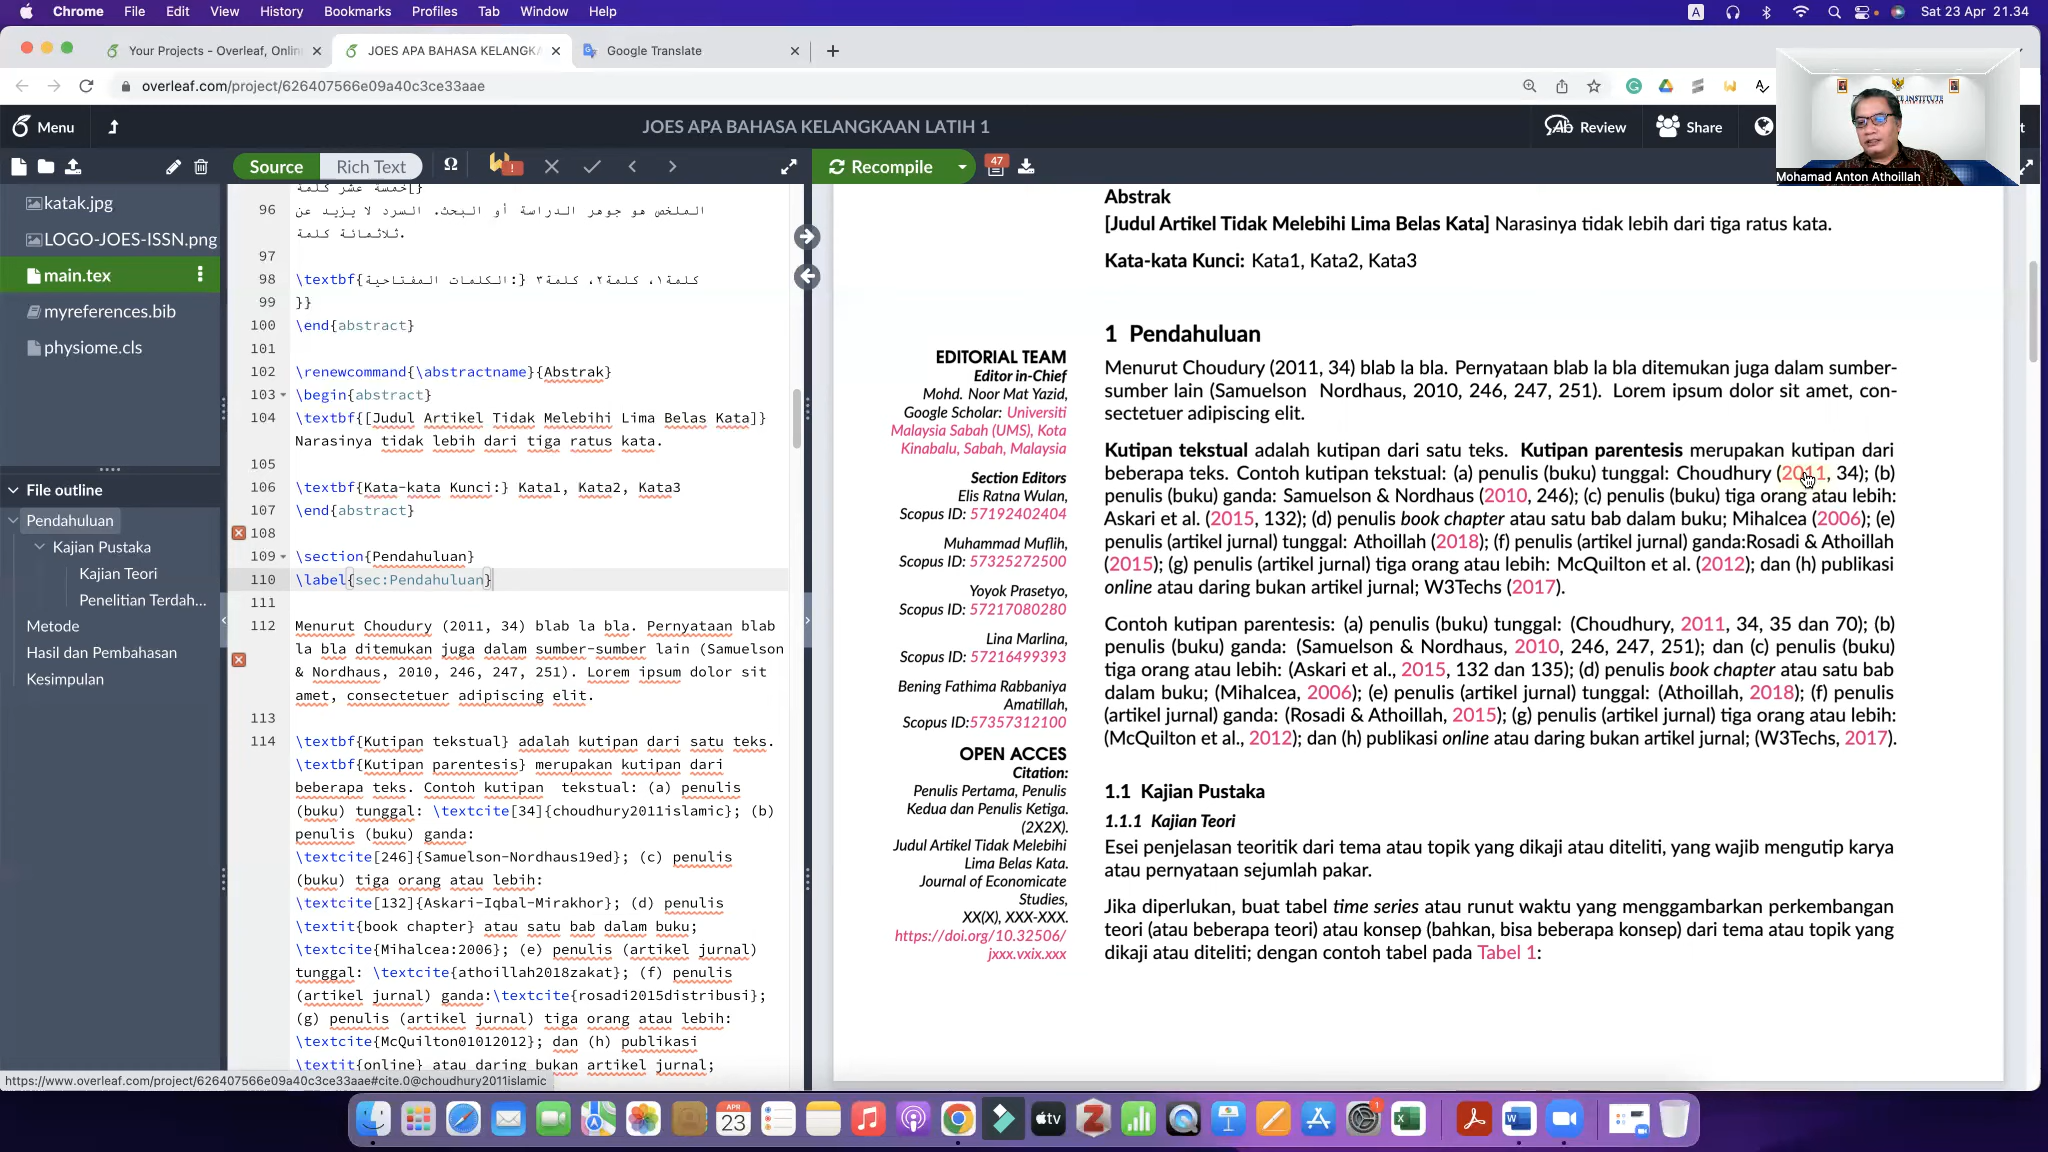 Chrome File Edit View History Bookmarks Profiles Tab Window Help
A Sat 23 Apr 21.34
Your Projects - Overleaf, Onlin
JOES APA BAHASA KELANGKA
Google Translate
overleaf.com/project/626407566e09a40c3ce33aae
Mohamad Anton Athoillah
Menu
JOES APA BAHASA KELANGKAAN LATIH 1
Review
Share
Source Rich Text
Ω
Recompile
47
katak.jpg
LOGO-JOES-ISSN.png
main.tex
myreferences.bib
physiome.cls
File outline
Pendahuluan
Kajian Pustaka
Kajian Teori
Penelitian Terdah...
Metode
Hasil dan Pembahasan
Kesimpulan
خمسة عشر كلمة[}
96 الملخص هو جوهر الدراسة أو البحث. السرد لا يزيد عن
ثلاثمائة كلمة.
97
98 \textbf{الكلمات المفتاحية:} كلمة١، كلمة٢، كلمة٣
99 }}
100 \end{abstract}
101
102 \renewcommand{\abstractname}{Abstrak}
103 \begin{abstract}
104 \textbf{[Judul Artikel Tidak Melebihi Lima Belas Kata]}
Narasinya tidak lebih dari tiga ratus kata.
105
106 \textbf{Kata-kata Kunci:} Kata1, Kata2, Kata3
107 \end{abstract}
108
109 \section{Pendahuluan}
110 \label{sec:Pendahuluan}
111
112 Menurut Choudury (2011, 34) blab la bla. Pernyataan blab
la bla ditemukan juga dalam sumber-sumber lain (Samuelson
& Nordhaus, 2010, 246, 247, 251). Lorem ipsum dolor sit
amet, consectetuer adipiscing elit.
113
114 \textbf{Kutipan tekstual} adalah kutipan dari satu teks.
\textbf{Kutipan parentesis} merupakan kutipan dari
beberapa teks. Contoh kutipan tekstual: (a) penulis
(buku) tunggal: \textcite[34]{choudhury2011islamic}; (b)
penulis (buku) ganda:
\textcite[246]{Samuelson-Nordhaus19ed}; (c) penulis
(buku) tiga orang atau lebih:
\textcite[132]{Askari-Iqbal-Mirakhor}; (d) penulis
\textit{book chapter} atau satu bab dalam buku;
\textcite{Mihalcea:2006}; (e) penulis (artikel jurnal)
tunggal: \textcite{athoillah2018zakat}; (f) penulis
(artikel jurnal) ganda:\textcite{rosadi2015distribusi};
(g) penulis (artikel jurnal) tiga orang atau lebih:
\textcite{McQuilton01012012}; dan (h) publikasi
\textit{online} atau daring bukan artikel jurnal;
https://www.overleaf.com/project/626407566e09a40c3ce33aae#cite.0@choudhury2011islamic
Abstrak
[Judul Artikel Tidak Melebihi Lima Belas Kata] Narasinya tidak lebih dari tiga ratus kata.
Kata-kata Kunci: Kata1, Kata2, Kata3
EDITORIAL TEAM
Editor in-Chief
Mohd. Noor Mat Yazid,
Google Scholar: Universiti
Malaysia Sabah (UMS), Kota
Kinabalu, Sabah, Malaysia
Section Editors
Elis Ratna Wulan,
Scopus ID: 57192402404
Muhammad Muflih,
Scopus ID: 57325272500
Yoyok Prasetyo,
Scopus ID: 57217080280
Lina Marlina,
Scopus ID: 57216499393
Bening Fathima Rabbaniya
Amatillah,
Scopus ID:57357312100
OPEN ACCES
Citation:
Penulis Pertama, Penulis
Kedua dan Penulis Ketiga.
(2X2X).
Judul Artikel Tidak Melebihi
Lima Belas Kata.
Journal of Economicate
Studies,
XX(X), XXX-XXX.
https://doi.org/10.32506/
jxxx.vxix.xxx
1 Pendahuluan
Menurut Choudury (2011, 34) blab la bla. Pernyataan blab la bla ditemukan juga dalam sumber-
sumber lain (Samuelson Nordhaus, 2010, 246, 247, 251). Lorem ipsum dolor sit amet, con-
sectetuer adipiscing elit.
Kutipan tekstual adalah kutipan dari satu teks. Kutipan parentesis merupakan kutipan dari
beberapa teks. Contoh kutipan tekstual: (a) penulis (buku) tunggal: Choudhury (2011, 34); (b)
penulis (buku) ganda: Samuelson & Nordhaus (2010, 246); (c) penulis (buku) tiga orang atau lebih:
Askari et al. (2015, 132); (d) penulis book chapter atau satu bab dalam buku; Mihalcea (2006); (e)
penulis (artikel jurnal) tunggal: Athoillah (2018); (f) penulis (artikel jurnal) ganda:Rosadi & Athoillah
(2015); (g) penulis (artikel jurnal) tiga orang atau lebih: McQuilton et al. (2012); dan (h) publikasi
online atau daring bukan artikel jurnal; W3Techs (2017).
Contoh kutipan parentesis: (a) penulis (buku) tunggal: (Choudhury, 2011, 34, 35 dan 70); (b)
penulis (buku) ganda: (Samuelson & Nordhaus, 2010, 246, 247, 251); dan (c) penulis (buku)
tiga orang atau lebih: (Askari et al., 2015, 132 dan 135); (d) penulis book chapter atau satu bab
dalam buku; (Mihalcea, 2006); (e) penulis (artikel jurnal) tunggal: (Athoillah, 2018); (f) penulis
(artikel jurnal) ganda: (Rosadi & Athoillah, 2015); (g) penulis (artikel jurnal) tiga orang atau lebih:
(McQuilton et al., 2012); dan (h) publikasi online atau daring bukan artikel jurnal; (W3Techs, 2017).
1.1 Kajian Pustaka
1.1.1 Kajian Teori
Esei penjelasan teoritik dari tema atau topik yang dikaji atau diteliti, yang wajib mengutip karya
atau pernyataan sejumlah pakar.
Jika diperlukan, buat tabel time series atau runut waktu yang menggambarkan perkembangan
teori (atau beberapa teori) atau konsep (bahkan, bisa beberapa konsep) dari tema atau topik yang
dikaji atau diteliti; dengan contoh tabel pada Tabel 1:
APR
23
tv
1